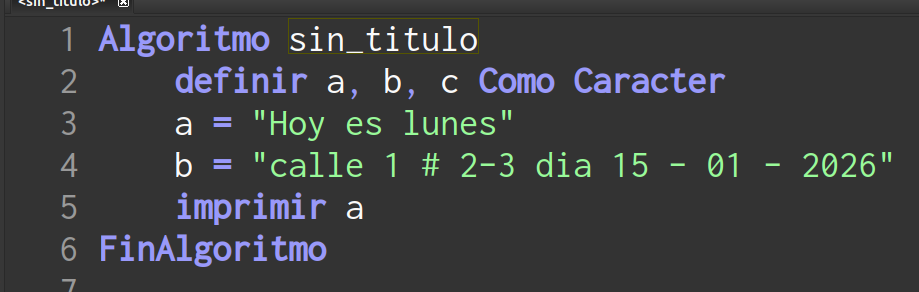 <sin_titulo>*
1 Algoritmo sin_titulo
2 definir a, b, c Como Caracter
3 a = "Hoy es lunes"
4 b = "calle 1 # 2-3 dia 15 - 01 - 2026"
5 imprimir a
6 FinAlgoritmo
7